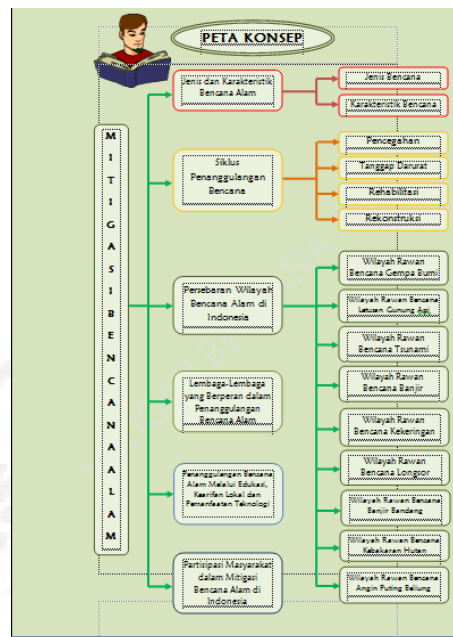 PETA KONSEP
MITIGASI BENCANA ALAM
Jenis dan Karakteristik
Bencana Alam
Jenis Bencana
Karakteristik Bencana
Siklus
Penanggulangan
Bencana
Pencegahan
Tanggap Darurat
Rehabilitasi
Rekonstruksi
Persebaran Wilayah
Bencana Alam di
Indonesia
Wilayah Rawan
Bencana Gempa Bumi
Wilayah Rawan Bencana
Letusan Gunung Api
Wilayah Rawan
Bencana Tsunami
Wilayah Rawan
Bencana Banjir
Wilayah Rawan
Bencana Kekeringan
Wilayah Rawan
Bencana Longsor
Wilayah Rawan Bencana
Banjir Bandang
Wilayah Rawan Bencana
Kebakaran Hutan
Wilayah Rawan Bencana
Angin Puting Beliung
Lembaga-Lembaga
yang Berperan dalam
Penanggulangan
Bencana Alam
Penanggulangan Bencana
Alam Melalui Edukasi,
Kearifan Lokal dan
Pemanfaatan Teknologi
Partisipasi Masyarakat
dalam Mitigasi
Bencana Alam di
Indonesia